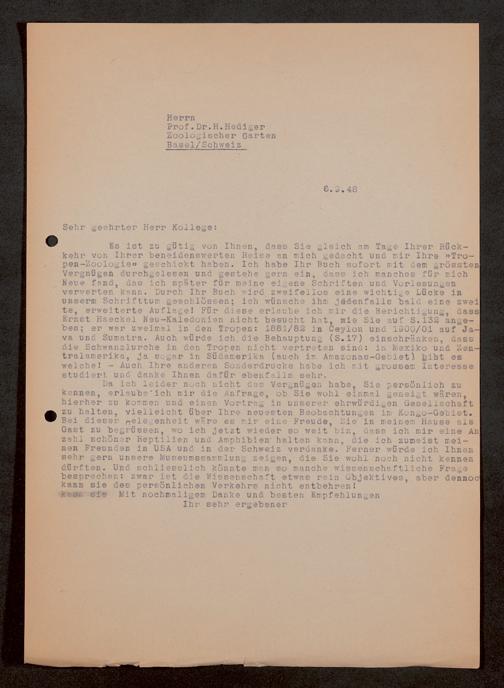 Herrn
Prof.Dr.H.Hediger
Zoologischer Garten
Basel/Schweiz
6.9.48
Sehr geehrter Herr Kollege:
Es ist zu gütig von Ihnen, dass Sie gleich am Tage Ihrer Rück-
kehr von Ihrer beneidenswerten Reise an mich gedacht und mir Ihre "Tro-
pen-Zoologie" geschickt haben. Ich habe Ihr Buch sofort mit dem grössten
Vergnügen durchgelesen und gestehe gern ein, dass ich manches für mich
Neue fand, das ich später für meine eigene Schriften und Vorlesungen
verwerten kann. Durch Ihr Buch wird zweifellos eine wichtige Lücke in
unserm Schrifttum geschlossen; ich wünsche ihm jedenfalls bald eine zwei
te, erweiterte Auflage! Für diese erlaube ich mir die Berichtigung, dass
Ernst Haeckel Neu-Kaledonien nicht besucht hat, wie Sie auf S.132 ange-
ben; er war zweimal in den Tropen: 1881/82 in Ceylon und 1900/01 auf Ja-
va und Sumatra. Auch würde ich die Behauptung (S.17) einschränken, dass
die Schwanzlurche in den Tropen nicht vertreten sind: in Mexiko und Zen-
tralamerika, ja sogar in Südamerika (auch im Amazonas-Gebiet) gibt es
welche! - Auch Ihre anderen Sonderdrucke habe ich mit grossem Interesse
studiert und danke Ihnen dafür ebenfalls sehr.
Da ich leider noch nicht das Vergnügen habe, Sie persönlich zu
kennen, erlaube ich mir die Anfrage, ob Sie wohl einmal geneigt wären,
hierher zu kommen und einen Vortrag in unserer ehrwürdigen Gesellschaft
zu halten, vielleicht über Ihre neuesten Beobachtungen im Kongo-Gebiet.
Bei dieser Gelegenheit wäre es mir eine Freude, Sie in meinem Hause als
Gast zu begrüssen, wo ich jetzt wieder so weit bin, dass ich mir eine An
zahl schöner Reptilien und Amphibien halten kann, die ich zumeist mei-
nen Freunden in USA und in der Schweiz verdanke. Ferner würde ich Ihnen
sehr gern unsere Museumssammlung zeigen, die Sie wohl noch nicht kennen
dürften. Und schliesslich könnte man so manche wissenschaftliche Frage
besprechen: zwar ist die Wissenschaft etwas rein Objektives, aber dennoc
kann sie des persönlichen Verkehrs nicht entbehren!
Mit nochmaligem Danke und besten Empfehlungen
Ihr sehr ergebener